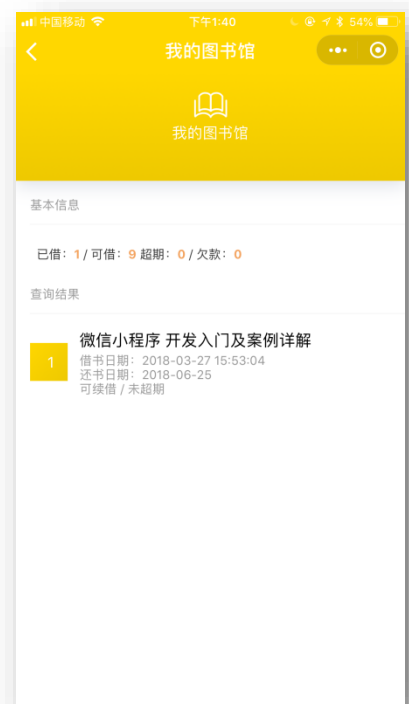 中国移动 下午1:40 54%
我的图书馆
我的图书馆
基本信息
已借：1 / 可借：9 超期：0 / 欠款：0
查询结果
1
微信小程序 开发入门及案例详解
借书日期：2018-03-27 15:53:04
还书日期：2018-06-25
可续借 / 未超期